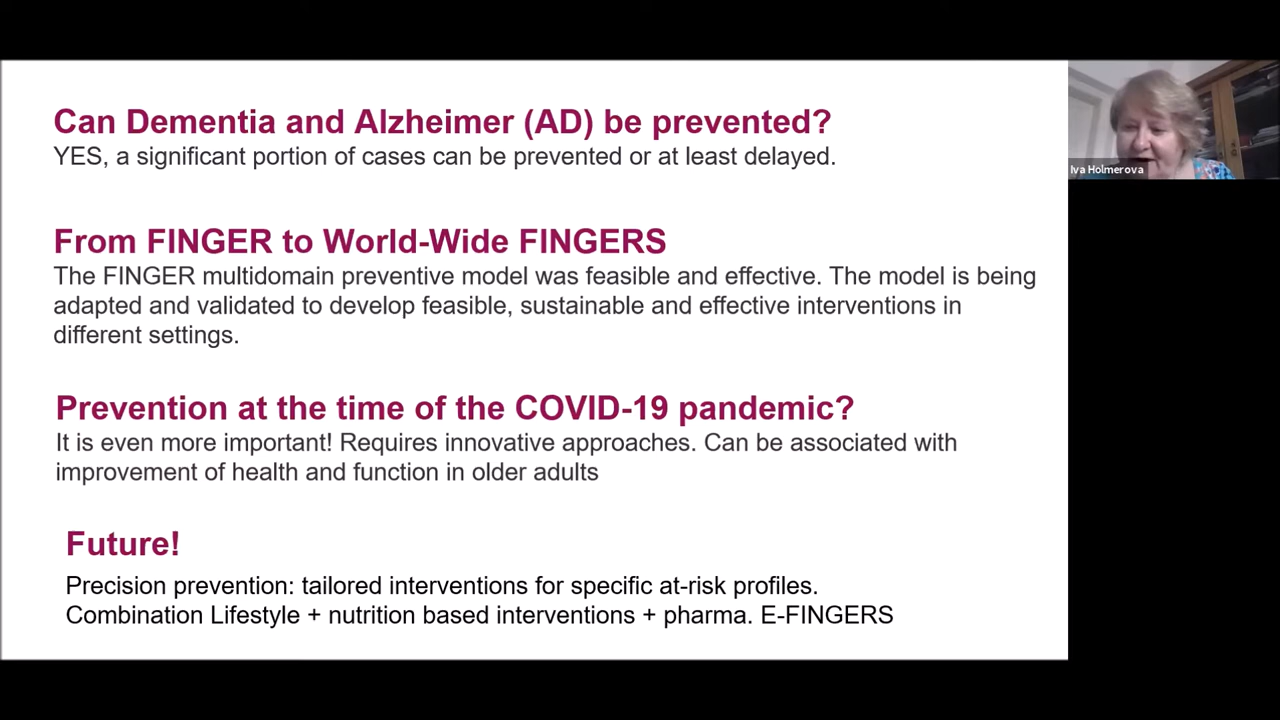 Can Dementia and Alzheimer (AD) be prevented?
YES, a significant portion of cases can be prevented or at least delayed.
From FINGER to World-Wide FINGERS
The FINGER multidomain preventive model was feasible and effective. The model is being
adapted and validated to develop feasible, sustainable and effective interventions in
different settings.
Prevention at the time of the COVID-19 pandemic?
It is even more important! Requires innovative approaches. Can be associated with
improvement of health and function in older adults
Future!
Precision prevention: tailored interventions for specific at-risk profiles.
Combination Lifestyle + nutrition based interventions + pharma. E-FINGERS
Iva Holmerova